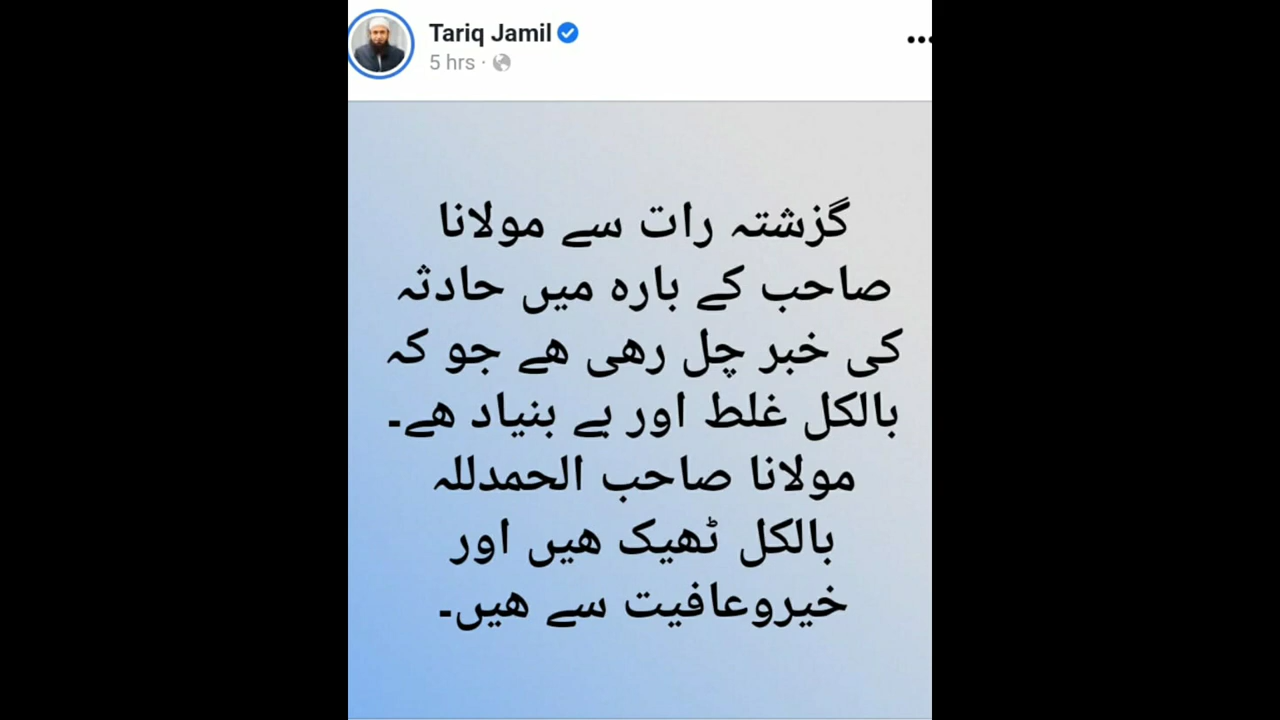 Tariq Jamil
5 hrs ·
گزشتہ رات سے مولانا
صاحب کے بارہ میں حادثہ
کی خبر چل رھی ھے جو کہ
بالکل غلط اور بے بنیاد ھے۔
مولانا صاحب الحمدللہ
بالکل ٹھیک ھیں اور
خیروعافیت سے ھیں۔